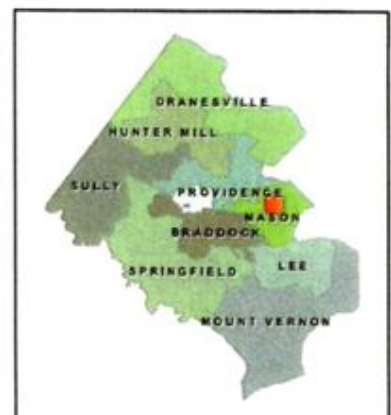 DRANESVILLE
HUNTER MILL
SULLY
PROVIDENCE
MASON
BRADDOCK
SPRINGFIELD
LEE
MOUNT VERNON